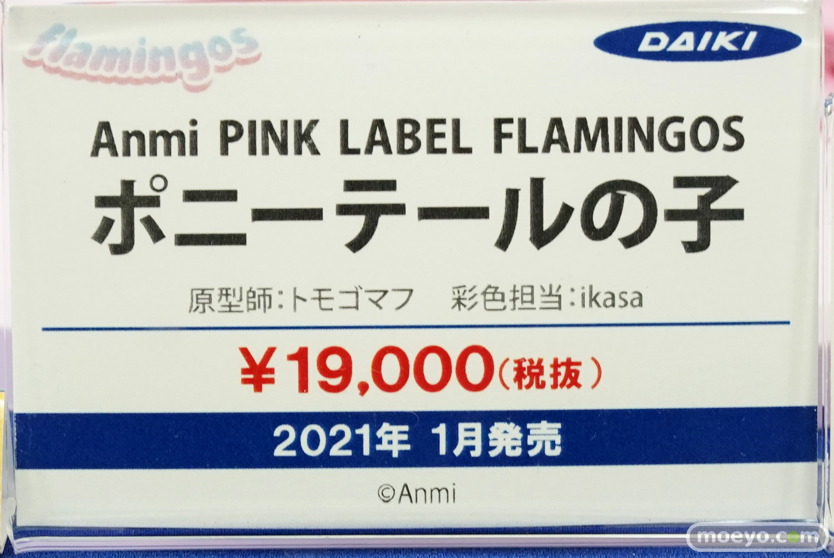 flamingos
DAIKI
Anmi PINK LABEL FLAMINGOS
ポニーテールの子
原型師:トモゴマフ 彩色担当:ikasa
¥19,000(税抜)
2021年 1月発売
©Anmi
moeyo.com